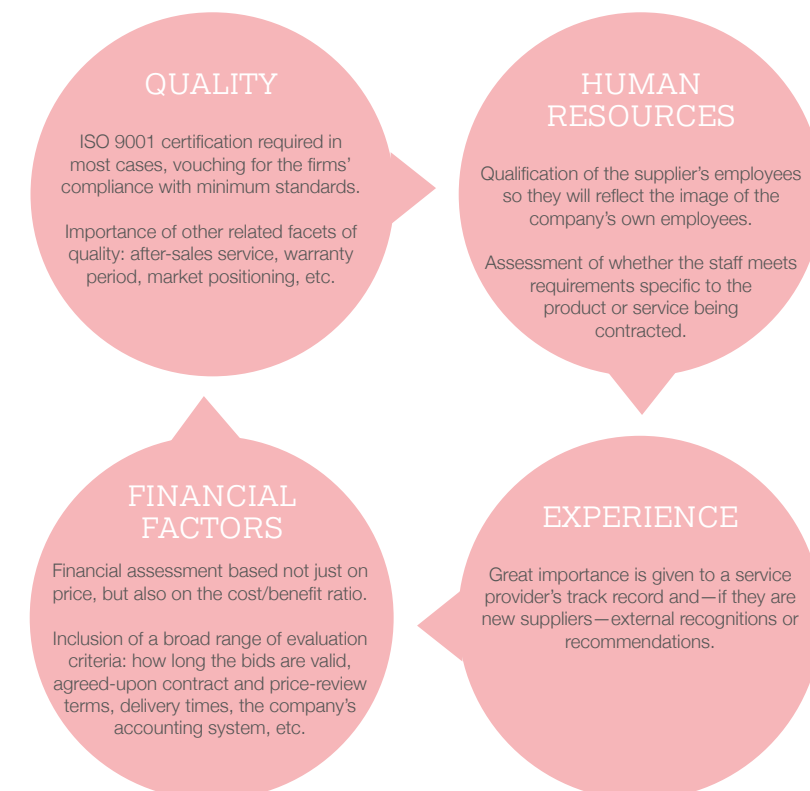 QUALITY
ISO 9001 certification required in
most cases, vouching for the firms’
compliance with minimum standards.
Importance of other related facets of
quality: after-sales service, warranty
period, market positioning, etc.
HUMAN
RESOURCES
Qualification of the supplier’s employees
so they will reflect the image of the
company’s own employees.
Assessment of whether the staff meets
requirements specific to the
product or service being
contracted.
EXPERIENCE
Great importance is given to a service
provider’s track record and—if they are
new suppliers—external recognitions or
recommendations.
FINANCIAL
FACTORS
Financial assessment based not just on
price, but also on the cost/benefit ratio.
Inclusion of a broad range of evaluation
criteria: how long the bids are valid,
agreed-upon contract and price-review
terms, delivery times, the company’s
accounting system, etc.